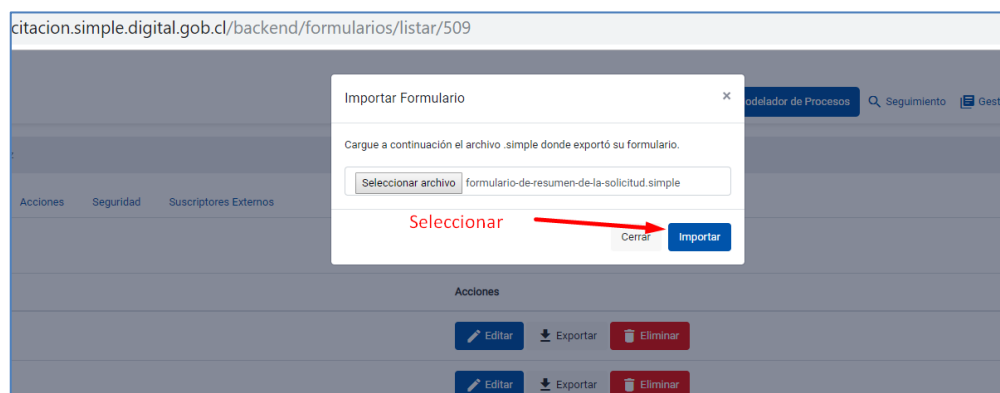 citacion.simple.digital.gob.cl/backend/formularios/listar/509
Importar Formulario ×
odelador de Procesos Seguimiento Gest
Cargue a continuación el archivo .simple donde exportó su formulario.
Seleccionar archivo formulario-de-resumen-de-la-solicitud.simple
Acciones Seguridad Suscriptores Externos
Seleccionar
Cerrar Importar
Acciones
Editar Exportar Eliminar
Editar Exportar Eliminar